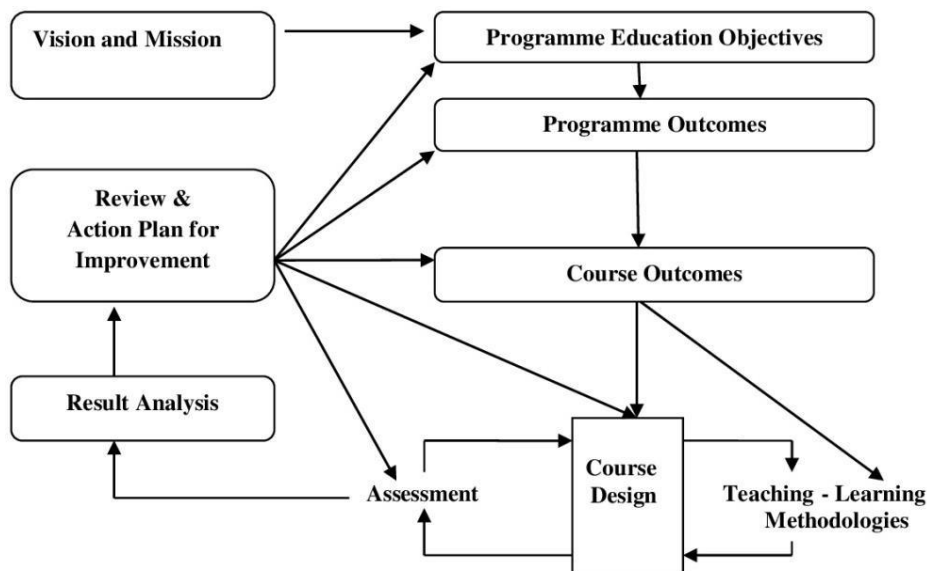 Vision and Mission
Programme Education Objectives
Programme Outcomes
Review &
Action Plan for
Improvement
Course Outcomes
Result Analysis
Assessment
Course
Design
Teaching - Learning
Methodologies